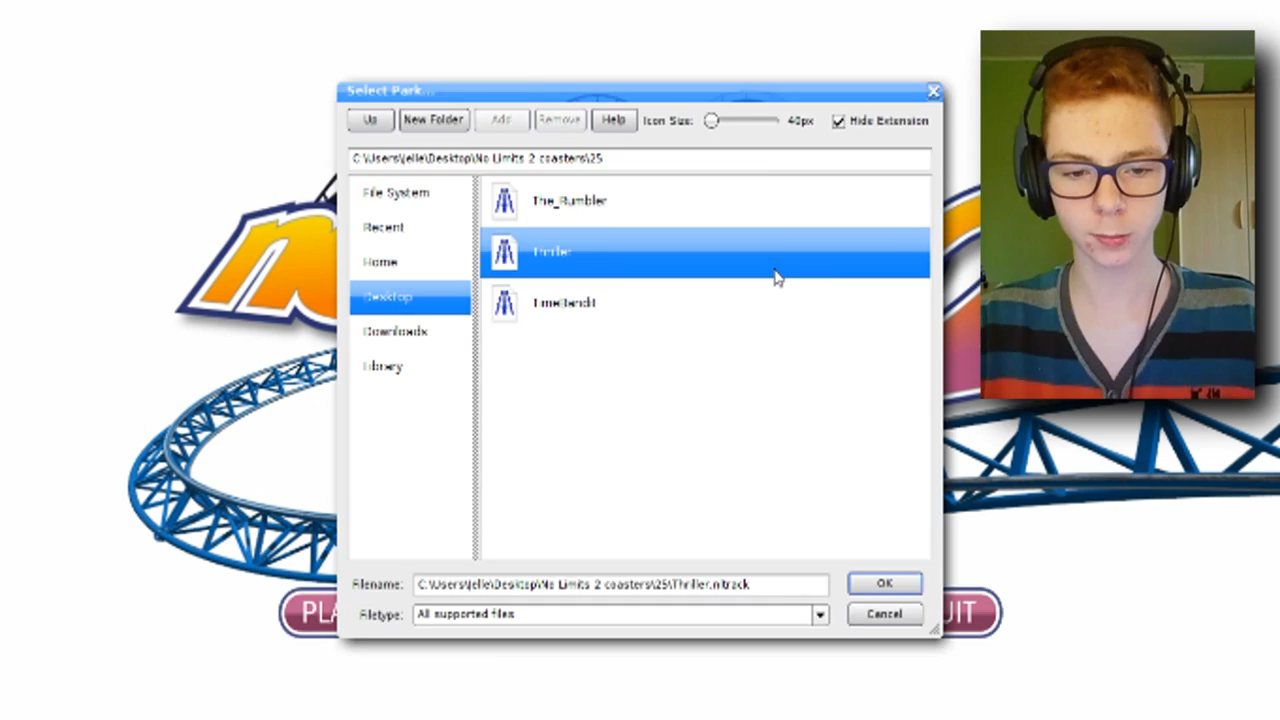 Select Park...
Up New Folder Add Remove Help Icon Size: 40px Hide Extension
C:\Users\Jelle\Desktop\No Limits 2 coasters\25
File System
Recent
Home
Desktop
Downloads
Library
The_Rumbler
Thriller
TimeBandit
Filename: C:\Users\Jelle\Desktop\No Limits 2 coasters\25\Thriller.nltrack OK
Filetype: All supported files Cancel